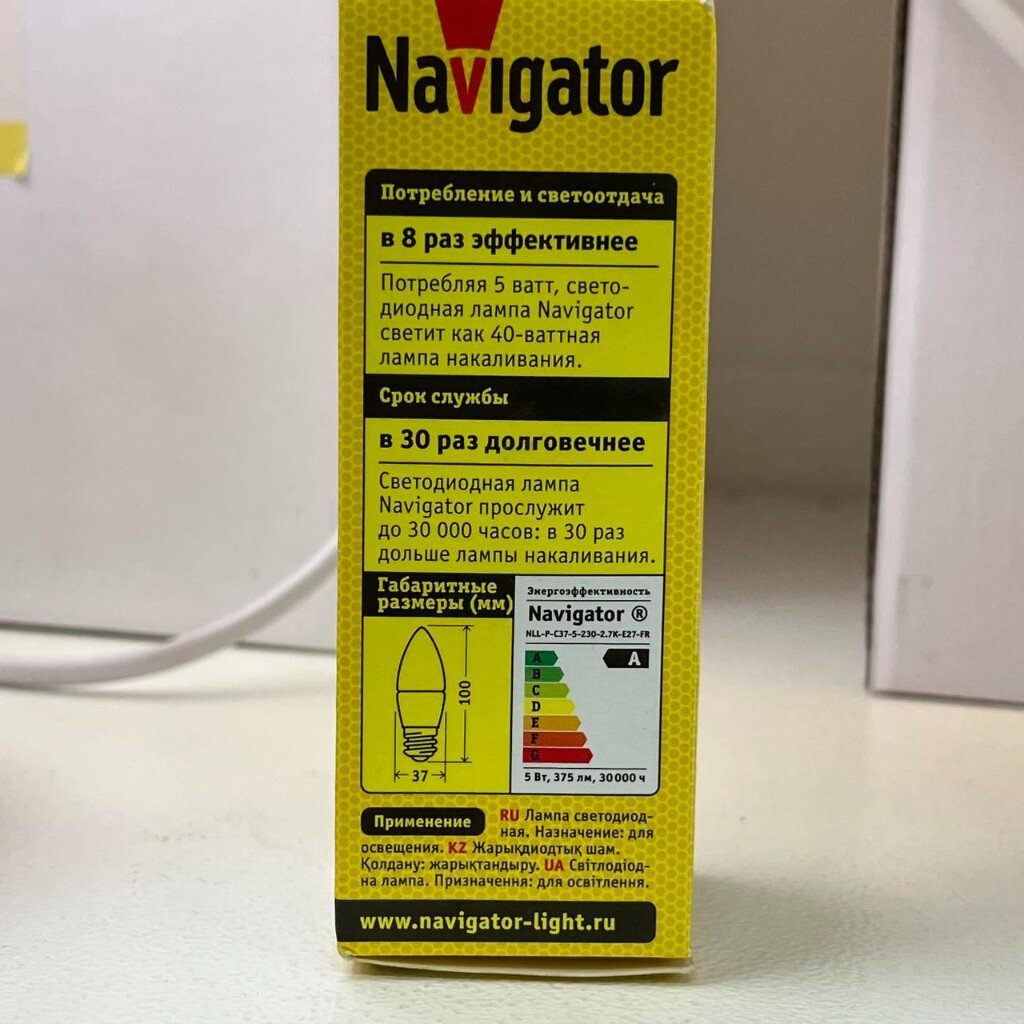 Navigator
Потребление и светоотдача
в 8 раз эффективнее
Потребляя 5 ватт, свето-
диодная лампа Navigator
светит как 40-ваттная
лампа накаливания.
Срок службы
в 30 раз долговечнее
Светодиодная лампа
Navigator прослужит
до 30 000 часов: в 30 раз
дольше лампы накаливания.
Габаритные
размеры (мм)
100
37
Энергоэффективность
Navigator ®
NLL-P-C37-5-230-2.7K-E27-FR
A
A
B
C
D
E
F
G
5 Вт, 375 лм, 30 000 ч
Применение
RU Лампа светодиод-
ная. Назначение: для
освещения. KZ Жарықдиодтық шам.
Қолдану: жарықтандыру. UA Світлодіод-
на лампа. Призначення: для освітлення.
www.navigator-light.ru